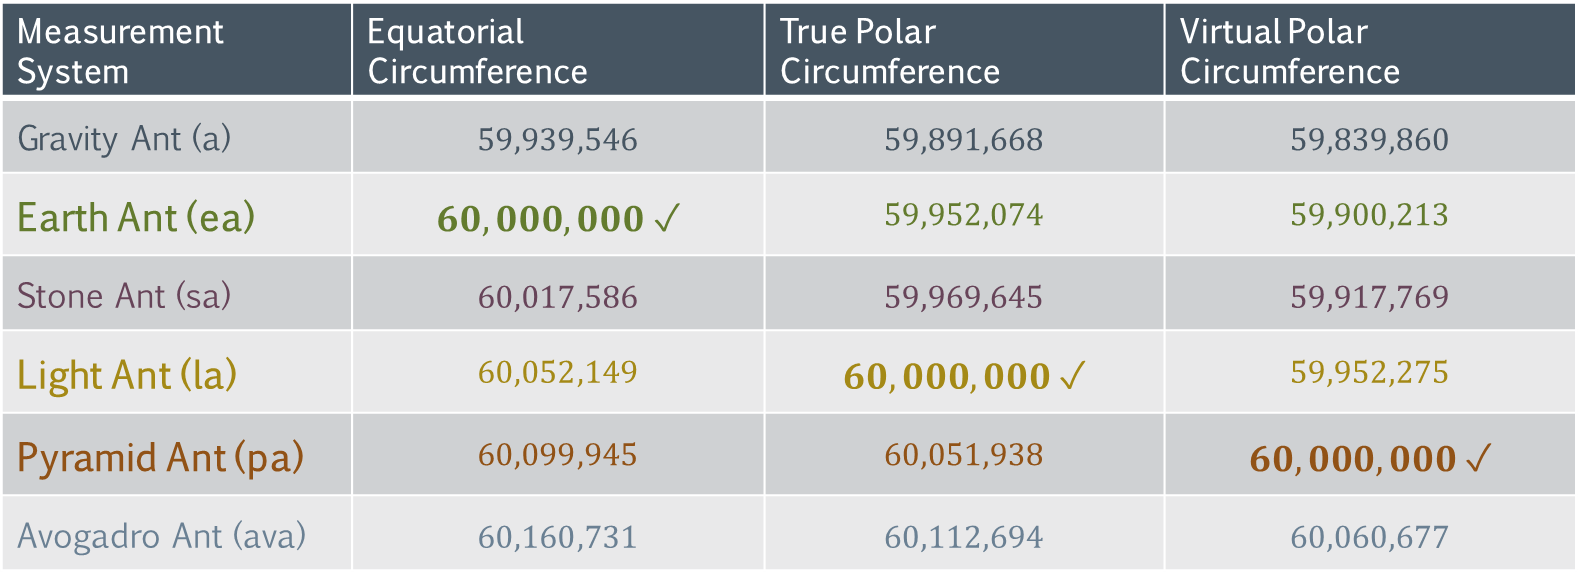 Measurement System | Equatorial Circumference | True Polar Circumference | Virtual Polar Circumference
Gravity Ant (a) | 59,939,546 | 59,891,668 | 59,839,860
Earth Ant (ea) | 60,000,000 ✓ | 59,952,074 | 59,900,213
Stone Ant (sa) | 60,017,586 | 59,969,645 | 59,917,769
Light Ant (la) | 60,052,149 | 60,000,000 ✓ | 59,952,275
Pyramid Ant (pa) | 60,099,945 | 60,051,938 | 60,000,000 ✓
Avogadro Ant (ava) | 60,160,731 | 60,112,694 | 60,060,677